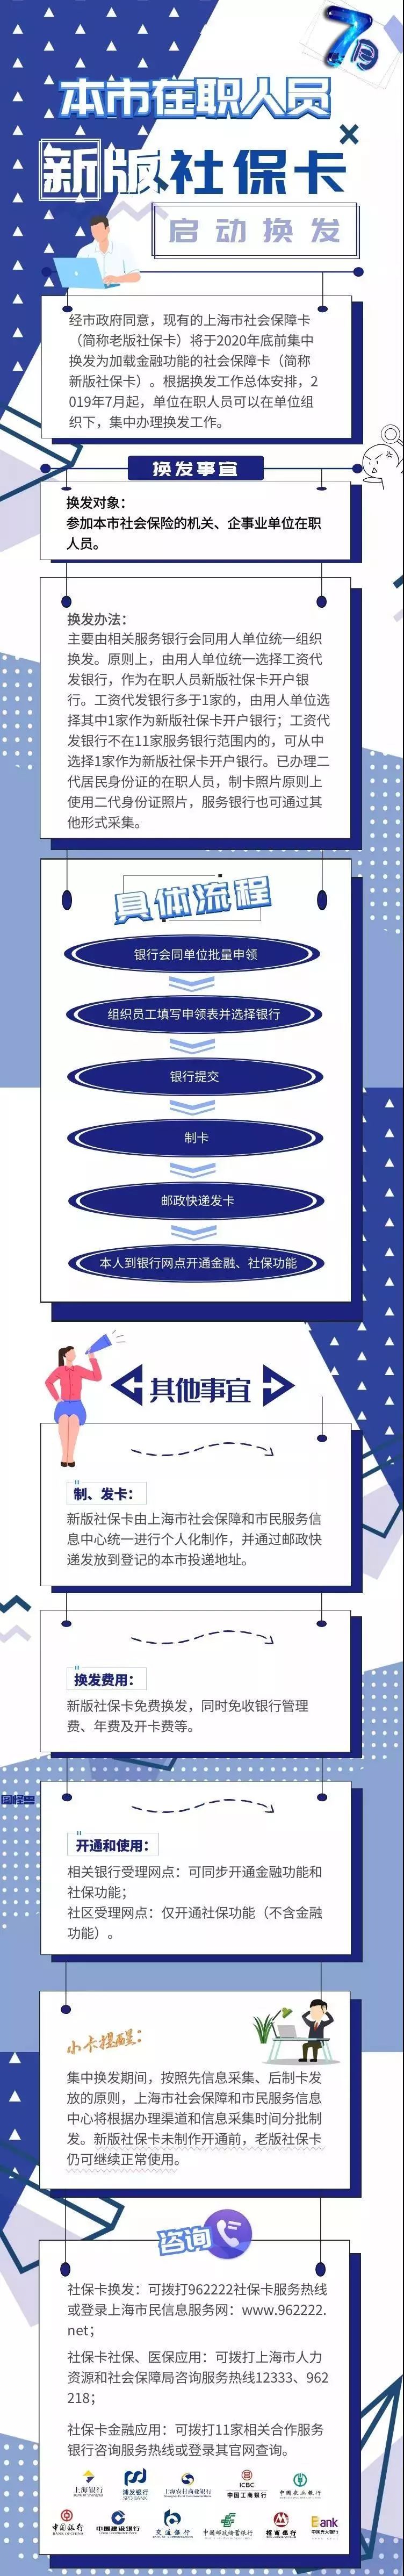 7月
本市在职人员
新版社保卡
启动换发
经市政府同意，现有的上海市社会保障卡
（简称老版社保卡）将于2020年底前集中
换发为加载金融功能的社会保障卡（简称
新版社保卡）。根据换发工作总体安排，2
019年7月起，单位在职人员可以在单位组
织下，集中办理换发工作。
换发事宜
换发对象：
参加本市社会保险的机关、企事业单位在职
人员。
换发办法：
主要由相关服务银行会同用人单位统一组织
换发。原则上，由用人单位统一选择工资代
发银行，作为在职人员新版社保卡开户银
行。工资代发银行多于1家的，由用人单位选
择其中1家作为新版社保卡开户银行；工资代
发银行不在11家服务银行范围内的，可从中
选择1家作为新版社保卡开户银行。已办理二
代居民身份证的在职人员，制卡照片原则上
使用二代身份证照片，服务银行也可通过其
他形式采集。
具体流程
银行会同单位批量申领
组织员工填写申领表并选择银行
银行提交
制卡
邮政快递发卡
本人到银行网点开通金融、社保功能
其他事宜
制、发卡：
新版社保卡由上海市社会保障和市民服务信
息中心统一进行个人化制作，并通过邮政快
递发放到登记的本市投递地址。
换发费用：
新版社保卡免费换发，同时免收银行管理
费、年费及开卡费等。
开通和使用：
相关银行受理网点：可同步开通金融功能和
社保功能；
社区受理网点：仅开通社保功能（不含金融
功能）。
小卡提醒：
集中换发期间，按照先信息采集、后制卡发
放的原则，上海市社会保障和市民服务信息
中心将根据办理渠道和信息采集时间分批制
发。新版社保卡未制作开通前，老版社保卡
仍可继续正常使用。
咨询
社保卡换发：可拨打962222社保卡服务热线
或登录上海市民信息服务网：www.962222.
net；
社保卡社保、医保应用：可拨打上海市人力
资源和社会保障局咨询服务热线12333、962
218；
社保卡金融应用：可拨打11家相关合作服务
银行咨询服务热线或登录其官网查询。
上海银行 浦发银行 上海农村商业银行 ICBC 中国工商银行 中国农业银行
Bank of Shanghai SPD BANK
中国银行 中国建设银行 交通银行 中国邮政储蓄银行 招商银行 Bank 中国光大银行